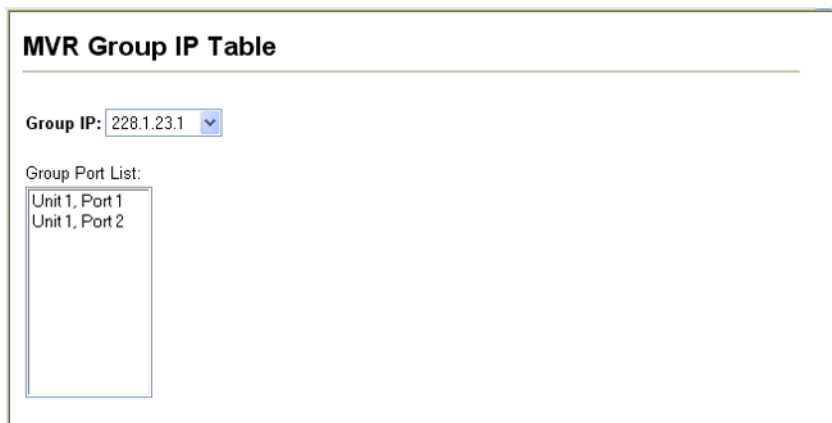 MVR Group IP Table
Group IP: 228.1.23.1
Group Port List:
Unit 1, Port 1
Unit 1, Port 2